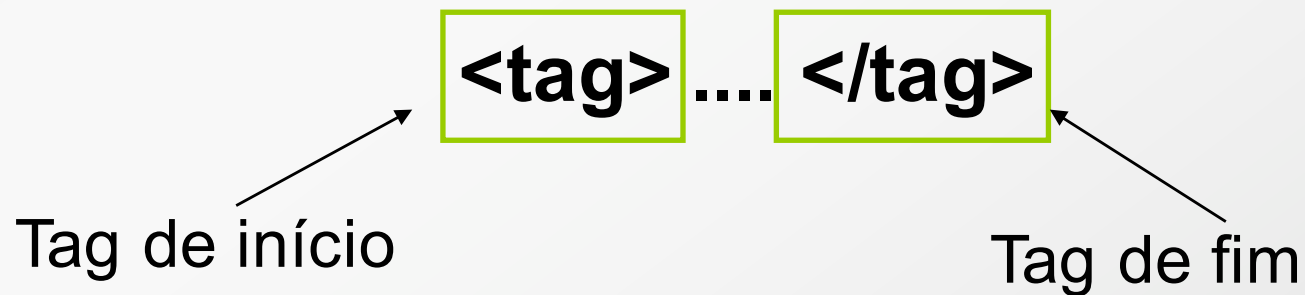 <tag> .... </tag>
Tag de início
Tag de fim